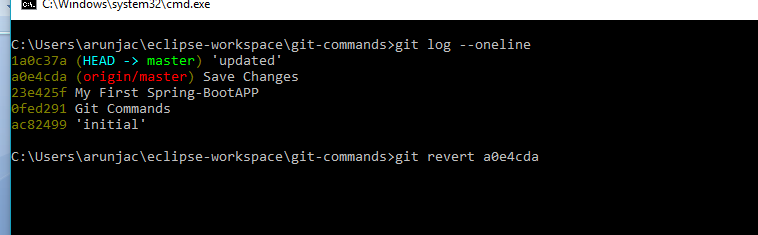 C:\Windows\system32\cmd.exe
C:\Users\arunjac\eclipse-workspace\git-commands>git log --oneline
1a0c37a (HEAD -> master) 'updated'
a0e4cda (origin/master) Save Changes
23e425f My First Spring-BootAPP
0fed291 Git Commands
ac82499 'initial'
C:\Users\arunjac\eclipse-workspace\git-commands>git revert a0e4cda